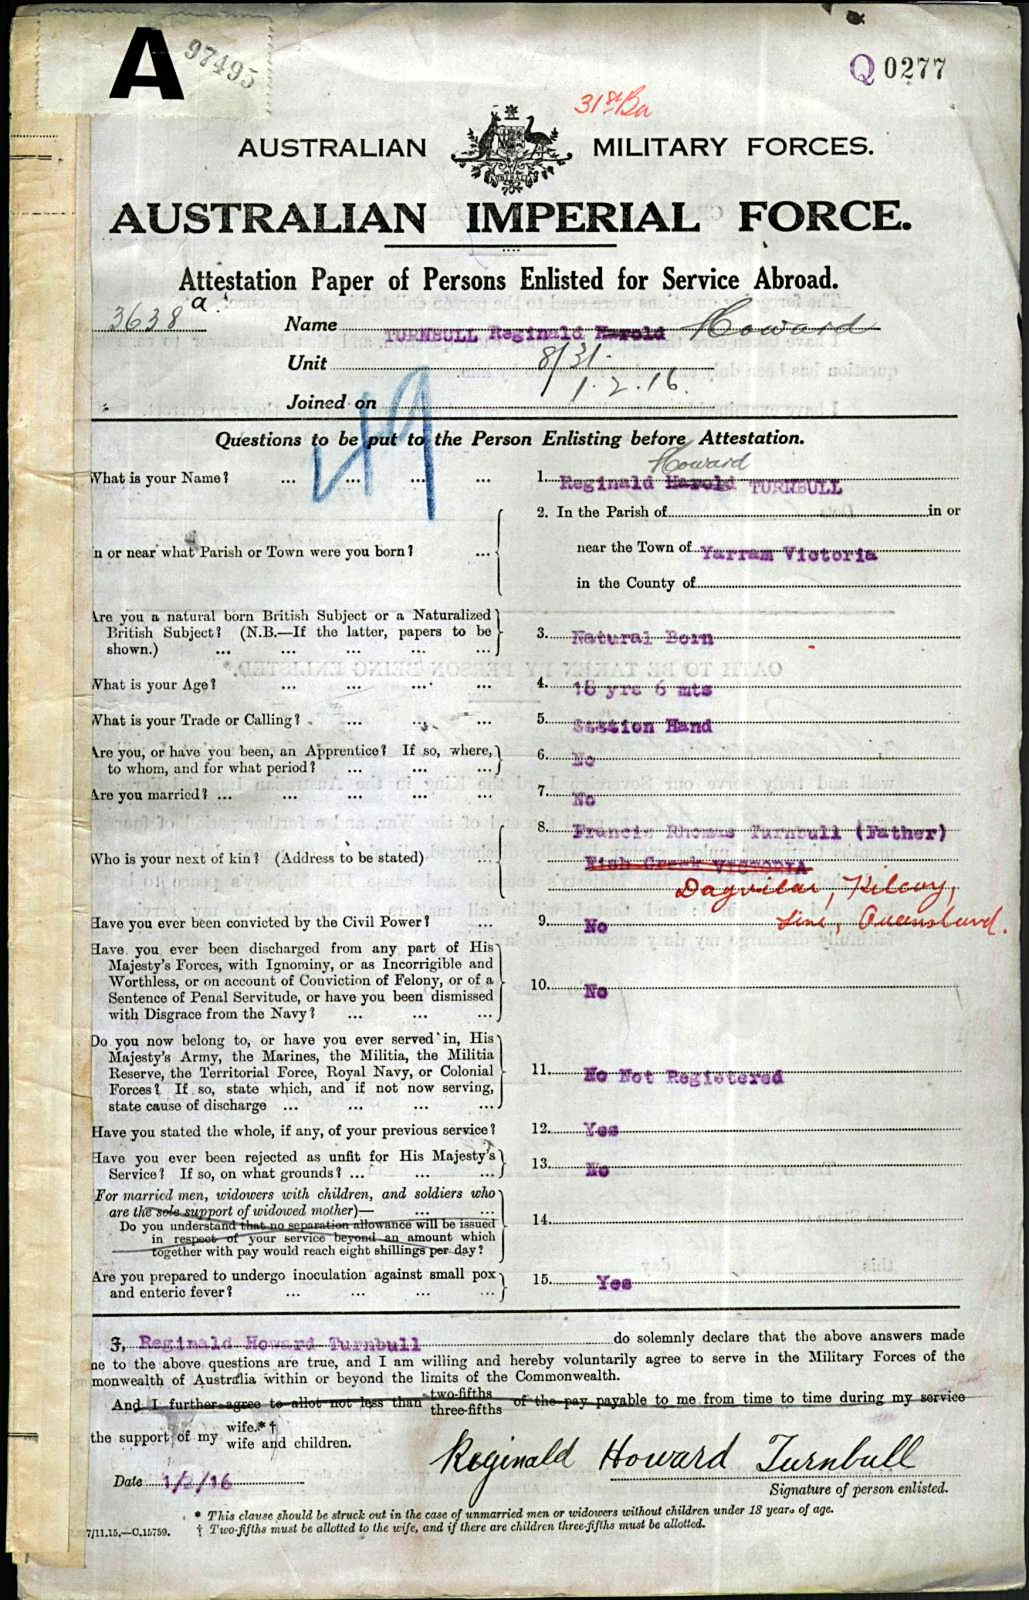 A 97495
Q 0277
31st Bn
AUSTRALIAN MILITARY FORCES.
AUSTRALIAN IMPERIAL FORCE.
Attestation Paper of Persons Enlisted for Service Abroad.
3638 a.
Name TURNBULL Reginald Harold Howard
Unit 8/31.
Joined on 1.2.16.
49
Questions to be put to the Person Enlisting before Attestation.
Howard
What is your Name? ... ... ... ... 1. Reginald Harold TURNBULL
2. In the Parish of in or
n or near what Parish or Town were you born? ... near the Town of Yarram Victoria
in the County of
Are you a natural born British Subject or a Naturalized
British Subject? (N.B.—If the latter, papers to be 3. Natural Born
shown.) ... ... ... ... ...
What is your Age? ... ... ... ... 4. 18 yrs 6 mts
What is your Trade or Calling? ... ... ... 5. Station Hand
Are you, or have you been, an Apprentice? If so, where, 6. No
to whom, and for what period? ... ... ...
Are you married? ... ... ... ... ... 7. No
8. Francis Thomas Turnbull (Father)
Who is your next of kin? (Address to be stated) ... Fish Creek VICTORIA
Dagvilar, Kilcoy,
Have you ever been convicted by the Civil Power? ... 9. No Line, Queensland.
Have you ever been discharged from any part of His
Majesty's Forces, with Ignominy, or as Incorrigible and
Worthless, or on account of Conviction of Felony, or of a 10. No
Sentence of Penal Servitude, or have you been dismissed
with Disgrace from the Navy? ... ... ...
Do you now belong to, or have you ever served in, His
Majesty's Army, the Marines, the Militia, the Militia
Reserve, the Territorial Force, Royal Navy, or Colonial 11. No Not Registered
Forces? If so, state which, and if not now serving,
state cause of discharge ... ... ... ...
Have you stated the whole, if any, of your previous service? 12. Yes
Have you ever been rejected as unfit for His Majesty's 13. No
Service? If so, on what grounds? ... ... ...
For married men, widowers with children, and soldiers who
are the sole support of widowed mother)— ... ...
Do you understand that no separation allowance will be issued 14.
in respect of your service beyond an amount which
together with pay would reach eight shillings per day?
Are you prepared to undergo inoculation against small pox 15. Yes
and enteric fever? ... ... ... ...
I, Reginald Howard Turnbull do solemnly declare that the above answers made
me to the above questions are true, and I am willing and hereby voluntarily agree to serve in the Military Forces of the
monwealth of Australia within or beyond the limits of the Commonwealth.
And I further agree to allot not less than two-fifths three-fifths of the pay payable to me from time to time during my service
the support of my wife.*† wife and children.
Reginald Howard Turnbull
Date 1/2/16
Signature of person enlisted.
* This clause should be struck out in the case of unmarried men or widowers without children under 18 years of age.
7/11.15.—C.15759. † Two-fifths must be allotted to the wife, and if there are children three-fifths must be allotted.